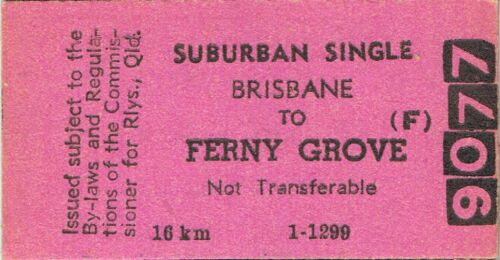 Issued subject to the
By-laws and Regula-
tions of the Commis-
sioner for Rlys., Qld.
SUBURBAN SINGLE
BRISBANE
TO
(F)
FERNY GROVE
Not Transferable
16 km 1-1299
9077